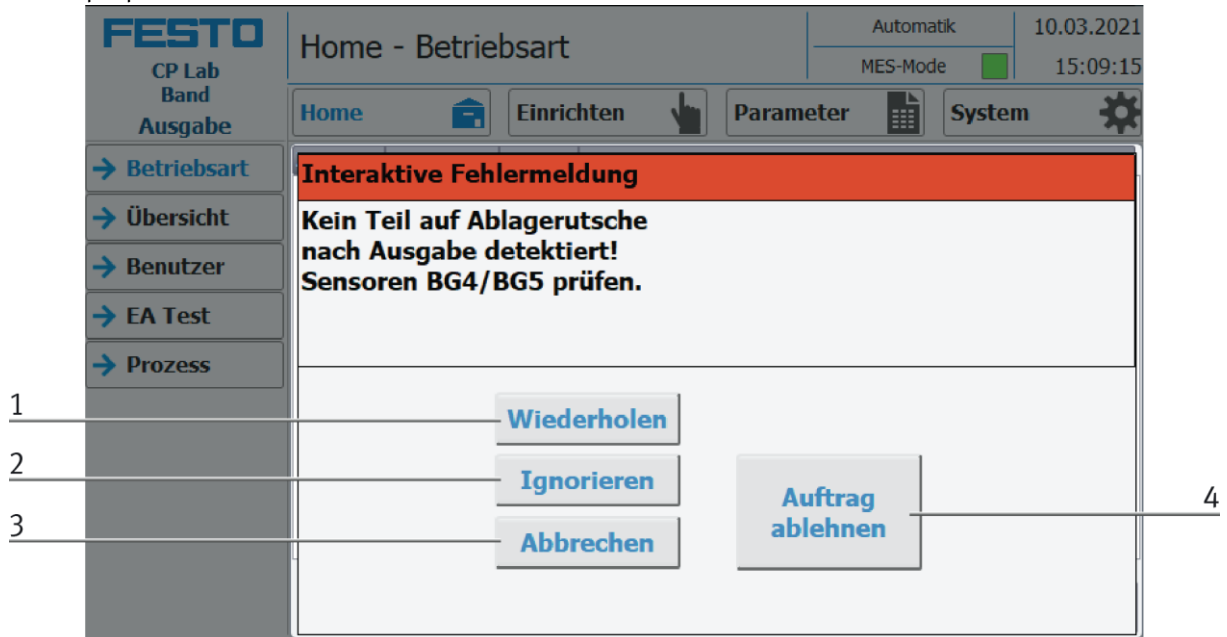 FESTO
CP Lab
Band
Ausgabe
Home - Betriebsart
Automatik
MES-Mode
10.03.2021
15:09:15
Home
Einrichten
Parameter
System
Betriebsart
Übersicht
Benutzer
EA Test
Prozess
Interaktive Fehlermeldung
Kein Teil auf Ablagerutsche
nach Ausgabe detektiert!
Sensoren BG4/BG5 prüfen.
1
Wiederholen
2
Ignorieren
3
Abbrechen
Auftrag
ablehnen
4